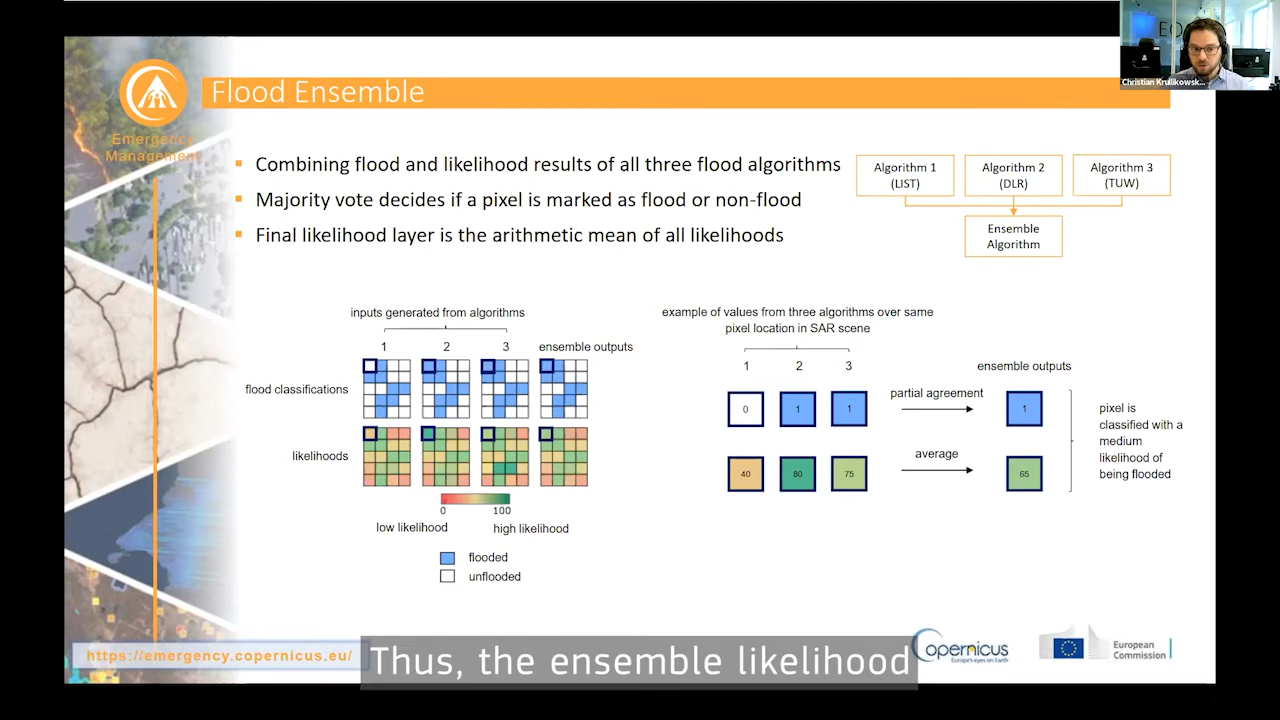 Christian Krulikowsk...
Flood Ensemble
Emergency
Management
Combining flood and likelihood results of all three flood algorithms
Majority vote decides if a pixel is marked as flood or non-flood
Final likelihood layer is the arithmetic mean of all likelihoods
Algorithm 1
(LIST)
Algorithm 2
(DLR)
Algorithm 3
(TUW)
Ensemble
Algorithm
inputs generated from algorithms
1 2 3 ensemble outputs
flood classifications
likelihoods
0 100
low likelihood high likelihood
flooded
unflooded
example of values from three algorithms over same
pixel location in SAR scene
1 2 3 ensemble outputs
0 1 1 partial agreement 1
40 80 75 average 65
pixel is
classified with a
medium
likelihood of
being flooded
https://emergency.copernicus.eu/
Thus, the ensemble likelihood
opernicus
Europe's eyes on Earth
European
Commission